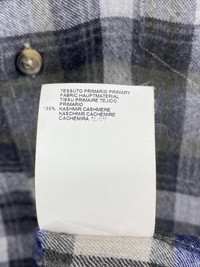 TESSUTO PRIMARIO PRIMARY
FABRIC HAUPTMATERIAL
TISSU PRIMAIRE TEJIDO
PRIMARIO
100% KASHMIR CASHMERE
KASCHMIR CACHEMIRE
CACHEMIRA